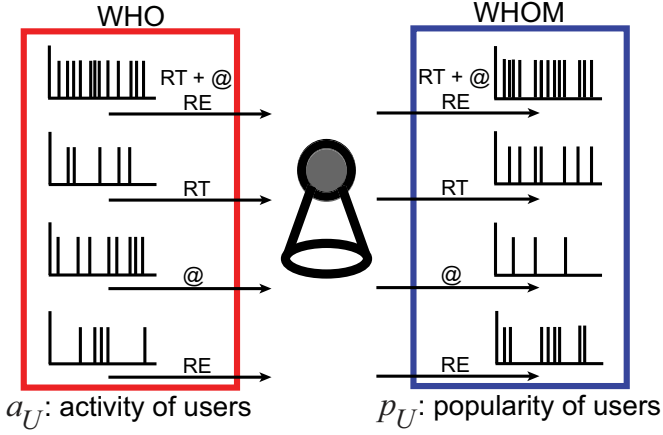 WHO
WHOM
RT + @
RE
RT + @
RE
RT
RT
@
@
RE
RE
a_U: activity of users
p_U: popularity of users